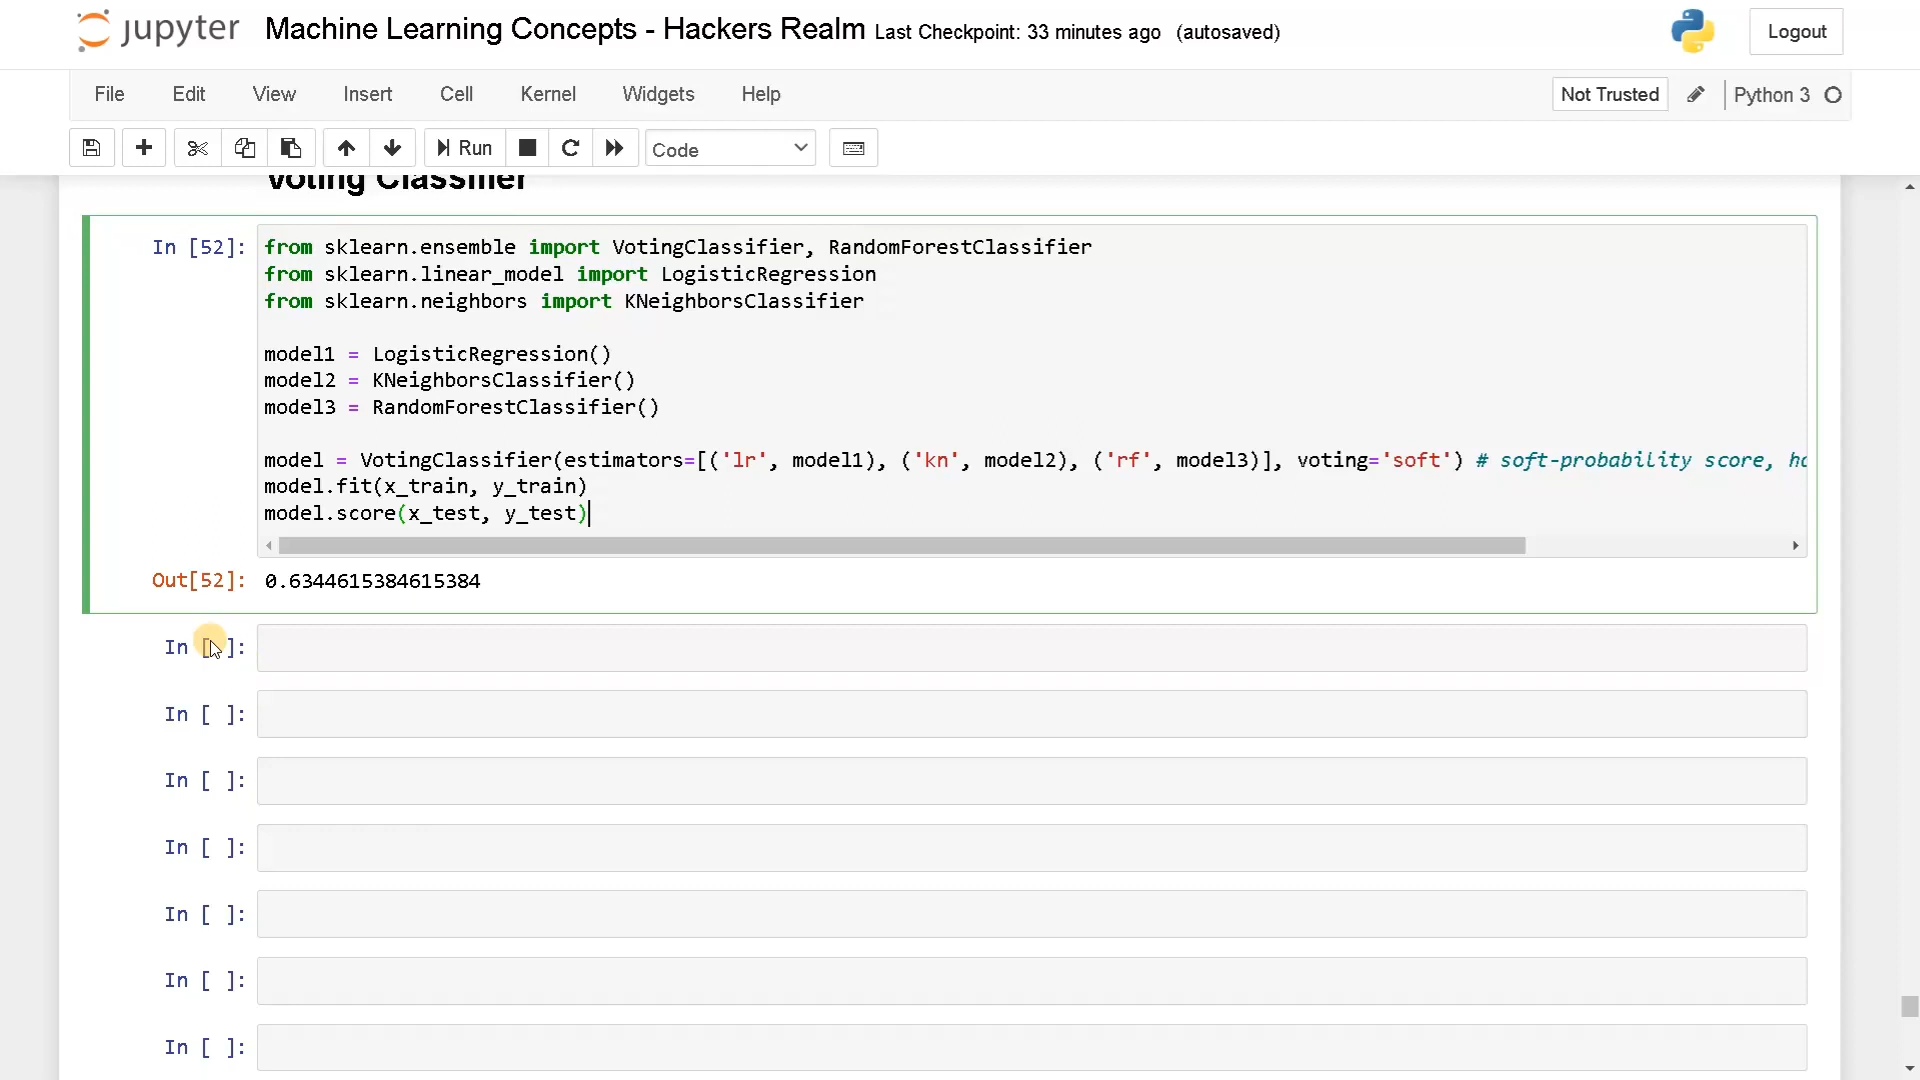 jupyter Machine Learning Concepts - Hackers Realm Last Checkpoint: 33 minutes ago (autosaved) Logout
File Edit View Insert Cell Kernel Widgets Help Not Trusted Python 3
Run Code
Voting Classifier
In [52]: from sklearn.ensemble import VotingClassifier, RandomForestClassifier
from sklearn.linear_model import LogisticRegression
from sklearn.neighbors import KNeighborsClassifier
model1 = LogisticRegression()
model2 = KNeighborsClassifier()
model3 = RandomForestClassifier()
model = VotingClassifier(estimators=[('lr', model1), ('kn', model2), ('rf', model3)], voting='soft') # soft-probability score,
model.fit(x_train, y_train)
model.score(x_test, y_test)
Out[52]: 0.6344615384615384
In [ ]:
In [ ]:
In [ ]:
In [ ]:
In [ ]:
In [ ]:
In [ ]: